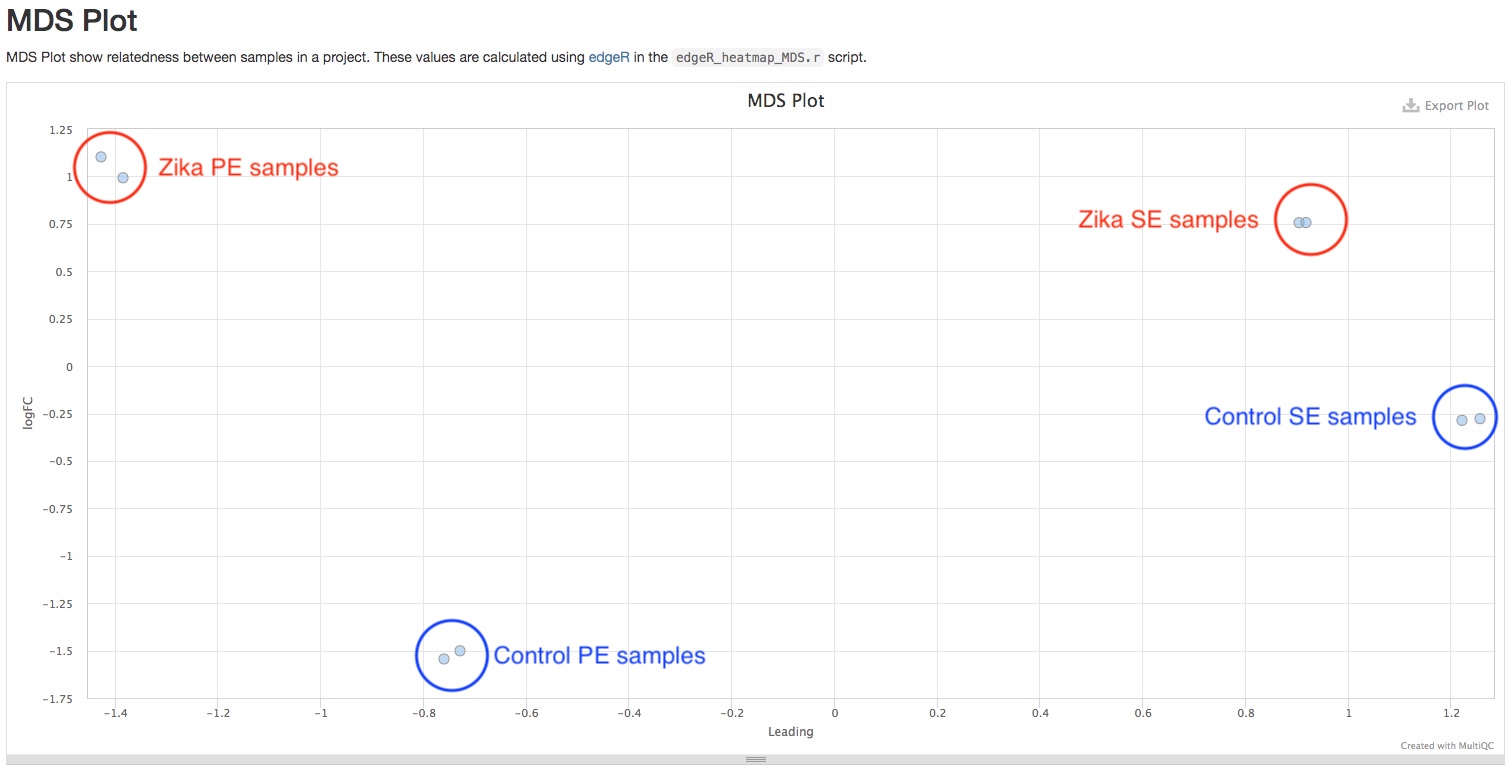 MDS Plot
MDS Plot show relatedness between samples in a project. These values are calculated using edgeR in the edgeR_heatmap_MDS.r script.
MDS Plot
Export Plot
1.25
Zika PE samples
1
Zika SE samples
0.75
0.5
0.25
0
logFC
−0.25
Control SE samples
−0.5
−0.75
−1
−1.25
−1.5
Control PE samples
−1.75
−1.4 −1.2 −1 −0.8 −0.6 −0.4 −0.2 0 0.2 0.4 0.6 0.8 1 1.2
Leading
Created with MultiQC